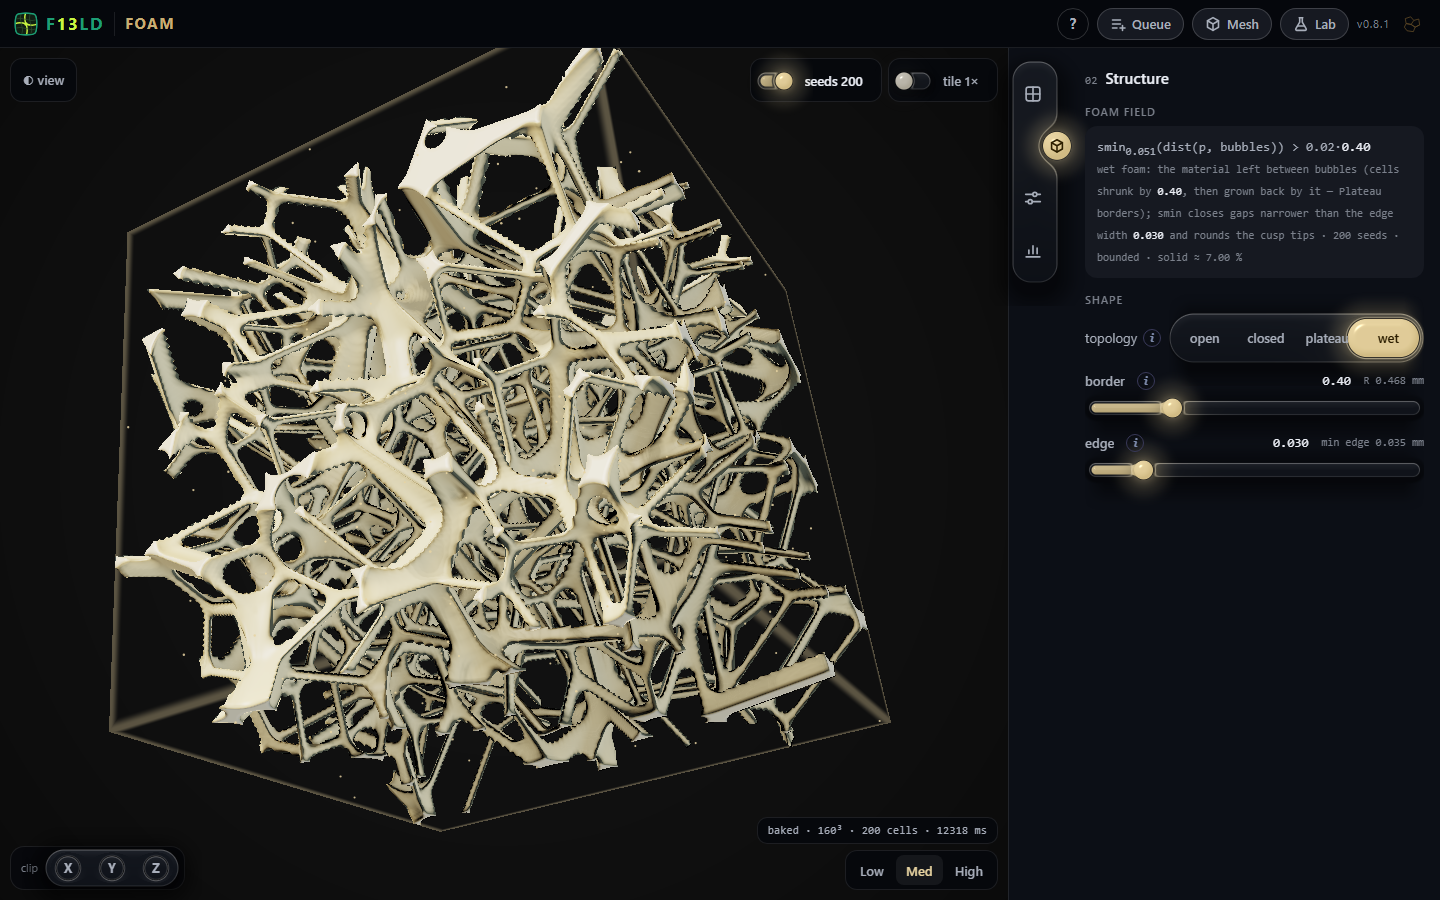 F13LD FOAM
? Queue Mesh Lab v0.8.1
view
seeds 200
tile 1×
02 Structure
FOAM FIELD
smin0.051(dist(p, bubbles)) > 0.02·0.40
wet foam: the material left between bubbles (cells
shrunk by 0.40, then grown back by it — Plateau
borders); smin closes gaps narrower than the edge
width 0.030 and rounds the cusp tips · 200 seeds ·
bounded · solid ≈ 7.00 %
SHAPE
topology i open closed plateau wet
border i 0.40 R 0.468 mm
edge i 0.030 min edge 0.035 mm
baked · 160³ · 200 cells · 12318 ms
clip X Y Z
Low Med High